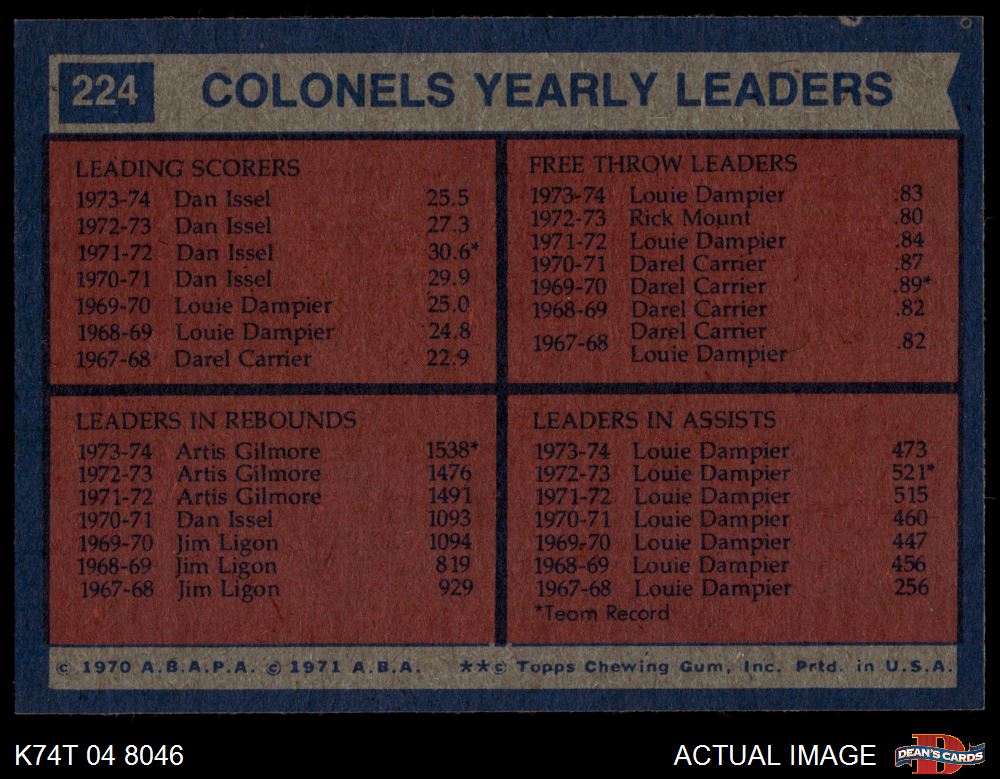 224 COLONELS YEARLY LEADERS
LEADING SCORERS
1973-74 Dan Issel 25.5
1972-73 Dan Issel 27.3
1971-72 Dan Issel 30.6*
1970-71 Dan Issel 29.9
1969-70 Louie Dampier 25.0
1968-69 Louie Dampier 24.8
1967-68 Darel Carrier 22.9
FREE THROW LEADERS
1973-74 Louie Dampier .83
1972-73 Rick Mount .80
1971-72 Louie Dampier .84
1970-71 Darel Carrier .87
1969-70 Darel Carrier .89*
1968-69 Darel Carrier .82
Darel Carrier
1967-68 .82
Louie Dampier
LEADERS IN REBOUNDS
1973-74 Artis Gilmore 1538*
1972-73 Artis Gilmore 1476
1971-72 Artis Gilmore 1491
1970-71 Dan Issel 1093
1969-70 Jim Ligon 1094
1968-69 Jim Ligon 819
1967-68 Jim Ligon 929
LEADERS IN ASSISTS
1973-74 Louie Dampier 473
1972-73 Louie Dampier 521*
1971-72 Louie Dampier 515
1970-71 Louie Dampier 460
1969-70 Louie Dampier 447
1968-69 Louie Dampier 456
1967-68 Louie Dampier 256
*Team Record
© 1970 A.B.A.P.A. © 1971 A.B.A. **© Topps Chewing Gum, Inc. Prtd. in U.S.A.
K74T 04 8046 ACTUAL IMAGE DEAN'S CARDS